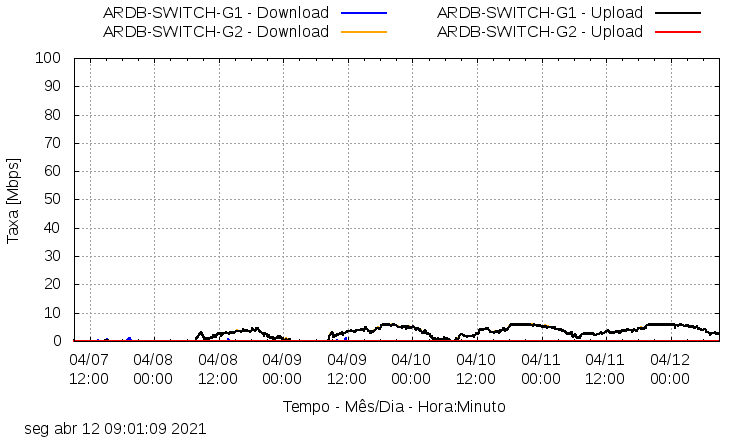 ARDB-SWITCH-G1 - Download ARDB-SWITCH-G1 - Upload
ARDB-SWITCH-G2 - Download ARDB-SWITCH-G2 - Upload
100
90
80
70
60
50
40
30
20
10
0
Taxa [Mbps]
04/07 04/08 04/08 04/09 04/09 04/10 04/10 04/11 04/11 04/12
12:00 00:00 12:00 00:00 12:00 00:00 12:00 00:00 12:00 00:00
Tempo - Mês/Dia - Hora:Minuto
seg abr 12 09:01:09 2021